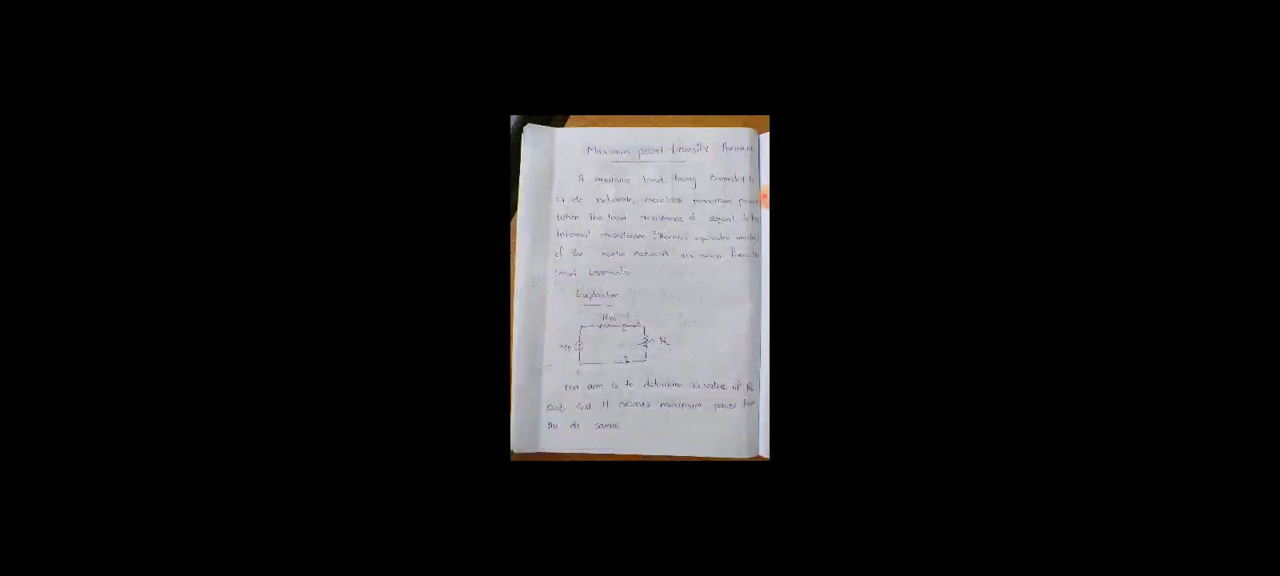 Maximum power transfer Theorem
A resistive load, being connected to
a dc network, receives maximum power
when the load resistance is equal to the
internal resistance (Thevenin equivalent
of the source network as seen from the
load terminals.
Explanation
RTh
RL
Our aim is to determine the value of RL
such that it receives maximum power from
the dc source.